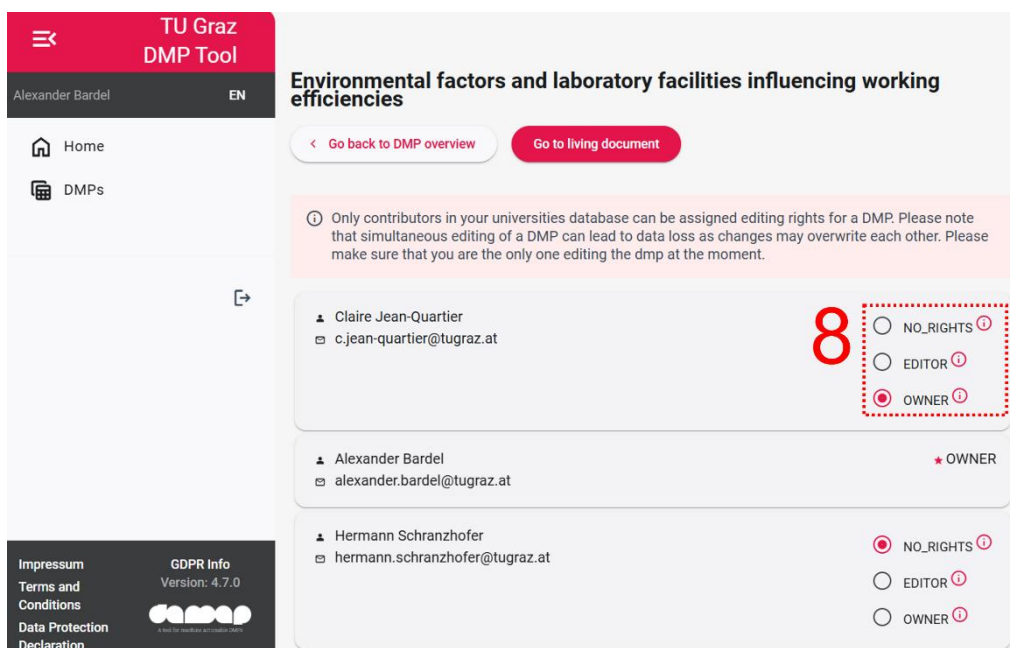 TU Graz
DMP Tool
Alexander Bardel EN
Home
DMPs
Impressum GDPR Info
Terms and Version: 4.7.0
Conditions
Data Protection
Declaration
damap
Environmental factors and laboratory facilities influencing working
efficiencies
Go back to DMP overview Go to living document
Only contributors in your universities database can be assigned editing rights for a DMP. Please note
that simultaneous editing of a DMP can lead to data loss as changes may overwrite each other. Please
make sure that you are the only one editing the dmp at the moment.
Claire Jean-Quartier
c.jean-quartier@tugraz.at
8
NO_RIGHTS
EDITOR
OWNER
Alexander Bardel OWNER
alexander.bardel@tugraz.at
Hermann Schranzhofer
hermann.schranzhofer@tugraz.at
NO_RIGHTS
EDITOR
OWNER